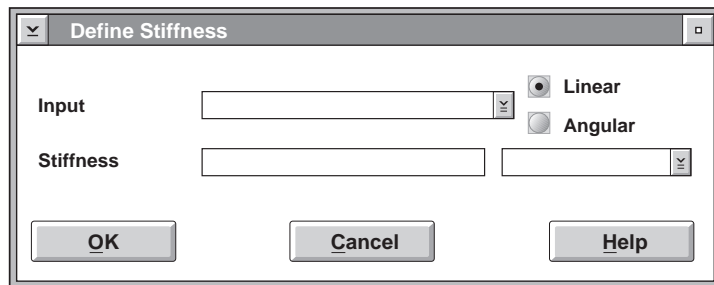 Define Stiffness
Input
Linear
Angular
Stiffness
OK
Cancel
Help